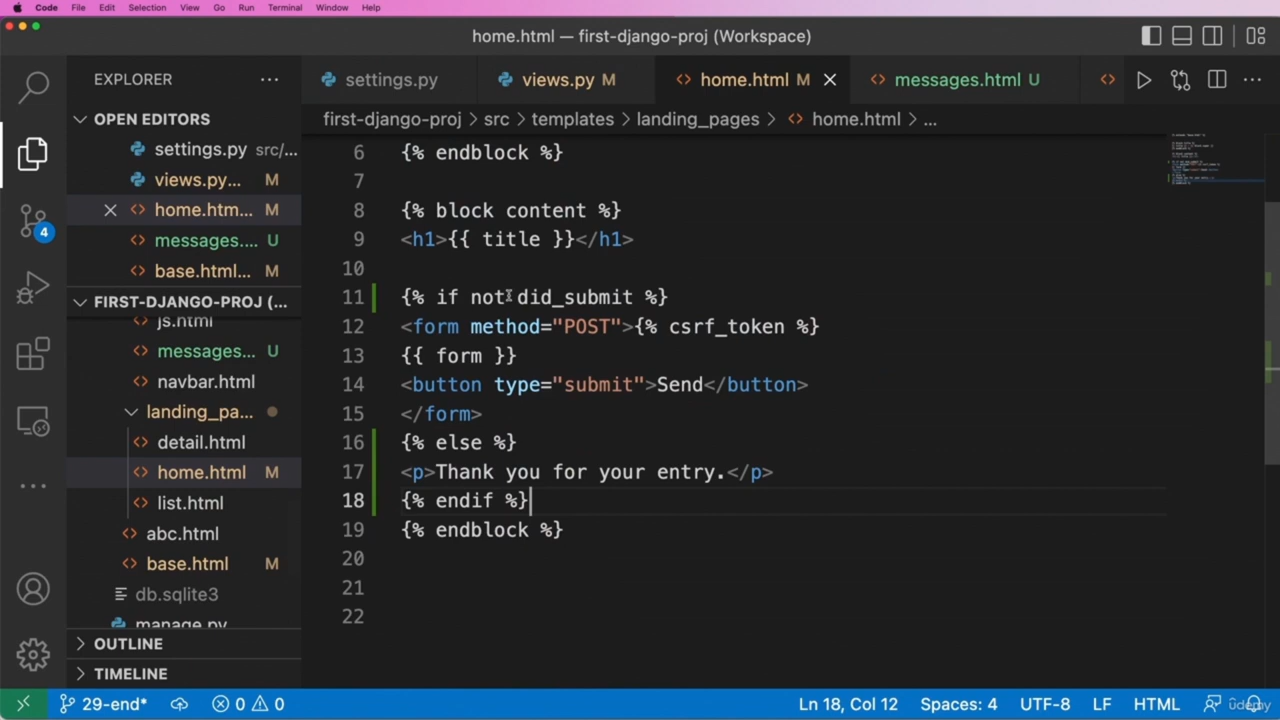 Code File Edit Selection View Go Run Terminal Window Help
home.html — first-django-proj (Workspace)
EXPLORER
settings.py
views.py M
home.html M
messages.html U
first-django-proj > src > templates > landing_pages > home.html > ...
OPEN EDITORS
settings.py src/...
views.py... M
home.htm... M
messages.... U
base.html... M
FIRST-DJANGO-PROJ (...
js.html
messages... U
navbar.html
landing_pa...
detail.html
home.html M
list.html
abc.html
base.html M
db.sqlite3
manage.py
OUTLINE
TIMELINE
4
6 {% endblock %}
7
8 {% block content %}
9 <h1>{{ title }}</h1>
10
11 {% if not did_submit %}
12 <form method="POST">{% csrf_token %}
13 {{ form }}
14 <button type="submit">Send</button>
15 </form>
16 {% else %}
17 <p>Thank you for your entry.</p>
18 {% endif %}
19 {% endblock %}
20
21
22
29-end* 0 0 Ln 18, Col 12 Spaces: 4 UTF-8 LF HTML
ûdemy